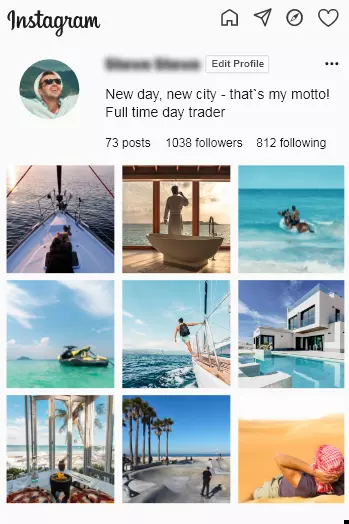 Instagram
Edit Profile
New day, new city - that`s my motto!
Full time day trader
73 posts 1038 followers 812 following